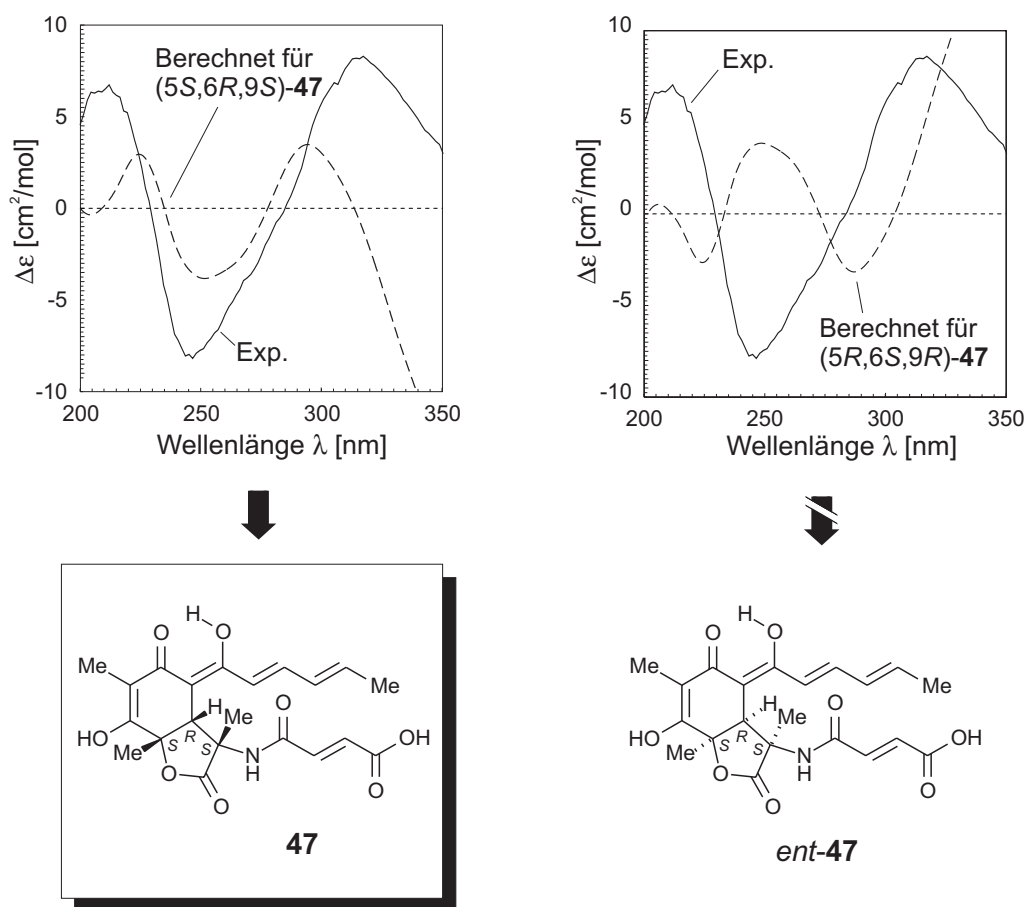 10
5
0
-5
-10
200
250
300
350
Δε [cm²/mol]
Wellenlänge λ [nm]
Berechnet für
(5S,6R,9S)-47
Exp.
10
5
0
-5
-10
200
250
300
350
Δε [cm²/mol]
Wellenlänge λ [nm]
Exp.
Berechnet für
(5R,6S,9R)-47
H
O
O
Me
Me
H
Me
O
HO
Me
S
R
S
N
H
OH
O
O
O
47
H
O
O
Me
Me
H
Me
O
HO
Me
S
R
S
N
H
OH
O
O
O
ent-47